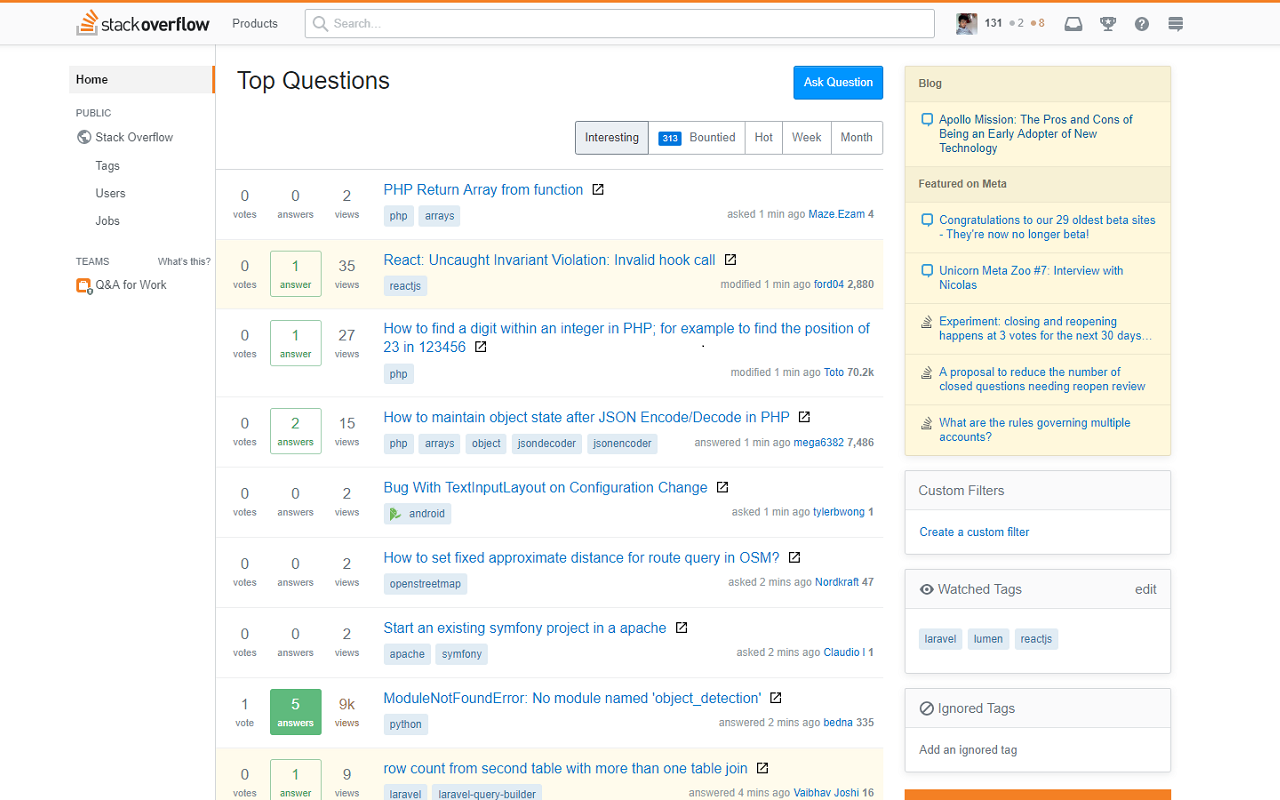 stackoverflow
Products
Search...
131 2 8
Home
PUBLIC
Stack Overflow
Tags
Users
Jobs
TEAMS What's this?
Q&A for Work
Top Questions
Ask Question
Interesting 313 Bountied Hot Week Month
0 votes 0 answers 2 views
PHP Return Array from function
php arrays
asked 1 min ago Maze.Ezam 4
0 votes 1 answer 35 views
React: Uncaught Invariant Violation: Invalid hook call
reactjs
modified 1 min ago ford04 2,880
0 votes 1 answer 27 views
How to find a digit within an integer in PHP; for example to find the position of
23 in 123456
php
modified 1 min ago Toto 70.2k
0 votes 2 answers 15 views
How to maintain object state after JSON Encode/Decode in PHP
php arrays object jsondecoder jsonencoder
answered 1 min ago mega6382 7,486
0 votes 0 answers 2 views
Bug With TextInputLayout on Configuration Change
android
asked 1 min ago tylerbwong 1
0 votes 0 answers 2 views
How to set fixed approximate distance for route query in OSM?
openstreetmap
asked 2 mins ago Nordkraft 47
0 votes 0 answers 2 views
Start an existing symfony project in a apache
apache symfony
asked 2 mins ago Claudio I 1
1 vote 5 answers 9k views
ModuleNotFoundError: No module named 'object_detection'
python
answered 2 mins ago bedna 335
0 votes 1 answer 9 views
row count from second table with more than one table join
laravel laravel-query-builder
answered 4 mins ago Vaibhav Joshi 16
Blog
Apollo Mission: The Pros and Cons of
Being an Early Adopter of New
Technology
Featured on Meta
Congratulations to our 29 oldest beta sites
- They're now no longer beta!
Unicorn Meta Zoo #7: Interview with
Nicolas
Experiment: closing and reopening
happens at 3 votes for the next 30 days…
A proposal to reduce the number of
closed questions needing reopen review
What are the rules governing multiple
accounts?
Custom Filters
Create a custom filter
Watched Tags edit
laravel lumen reactjs
Ignored Tags
Add an ignored tag